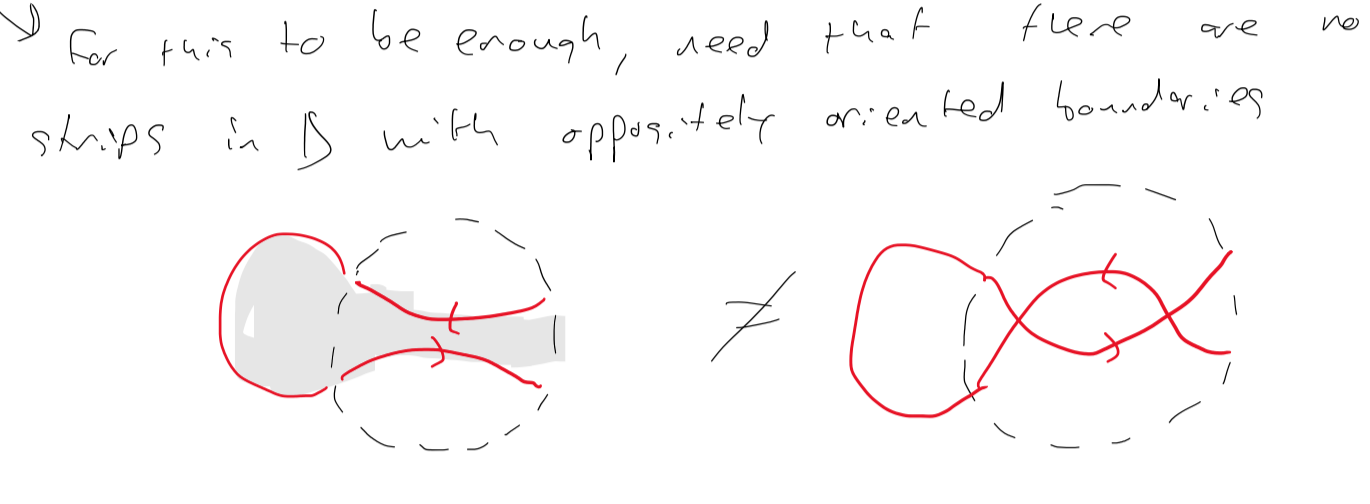 For this to be enough, need that there are no
strips in D with oppositely oriented boundaries
≠